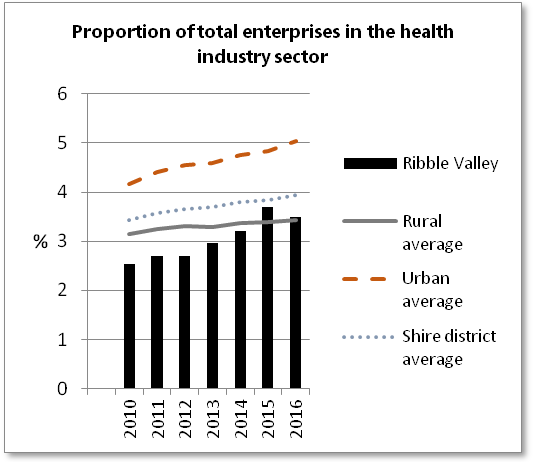 Proportion of total enterprises in the health
industry sector
6
5
4
3
2
1
0
%
2010
2011
2012
2013
2014
2015
2016
Ribble Valley
Rural
average
Urban
average
Shire district
average